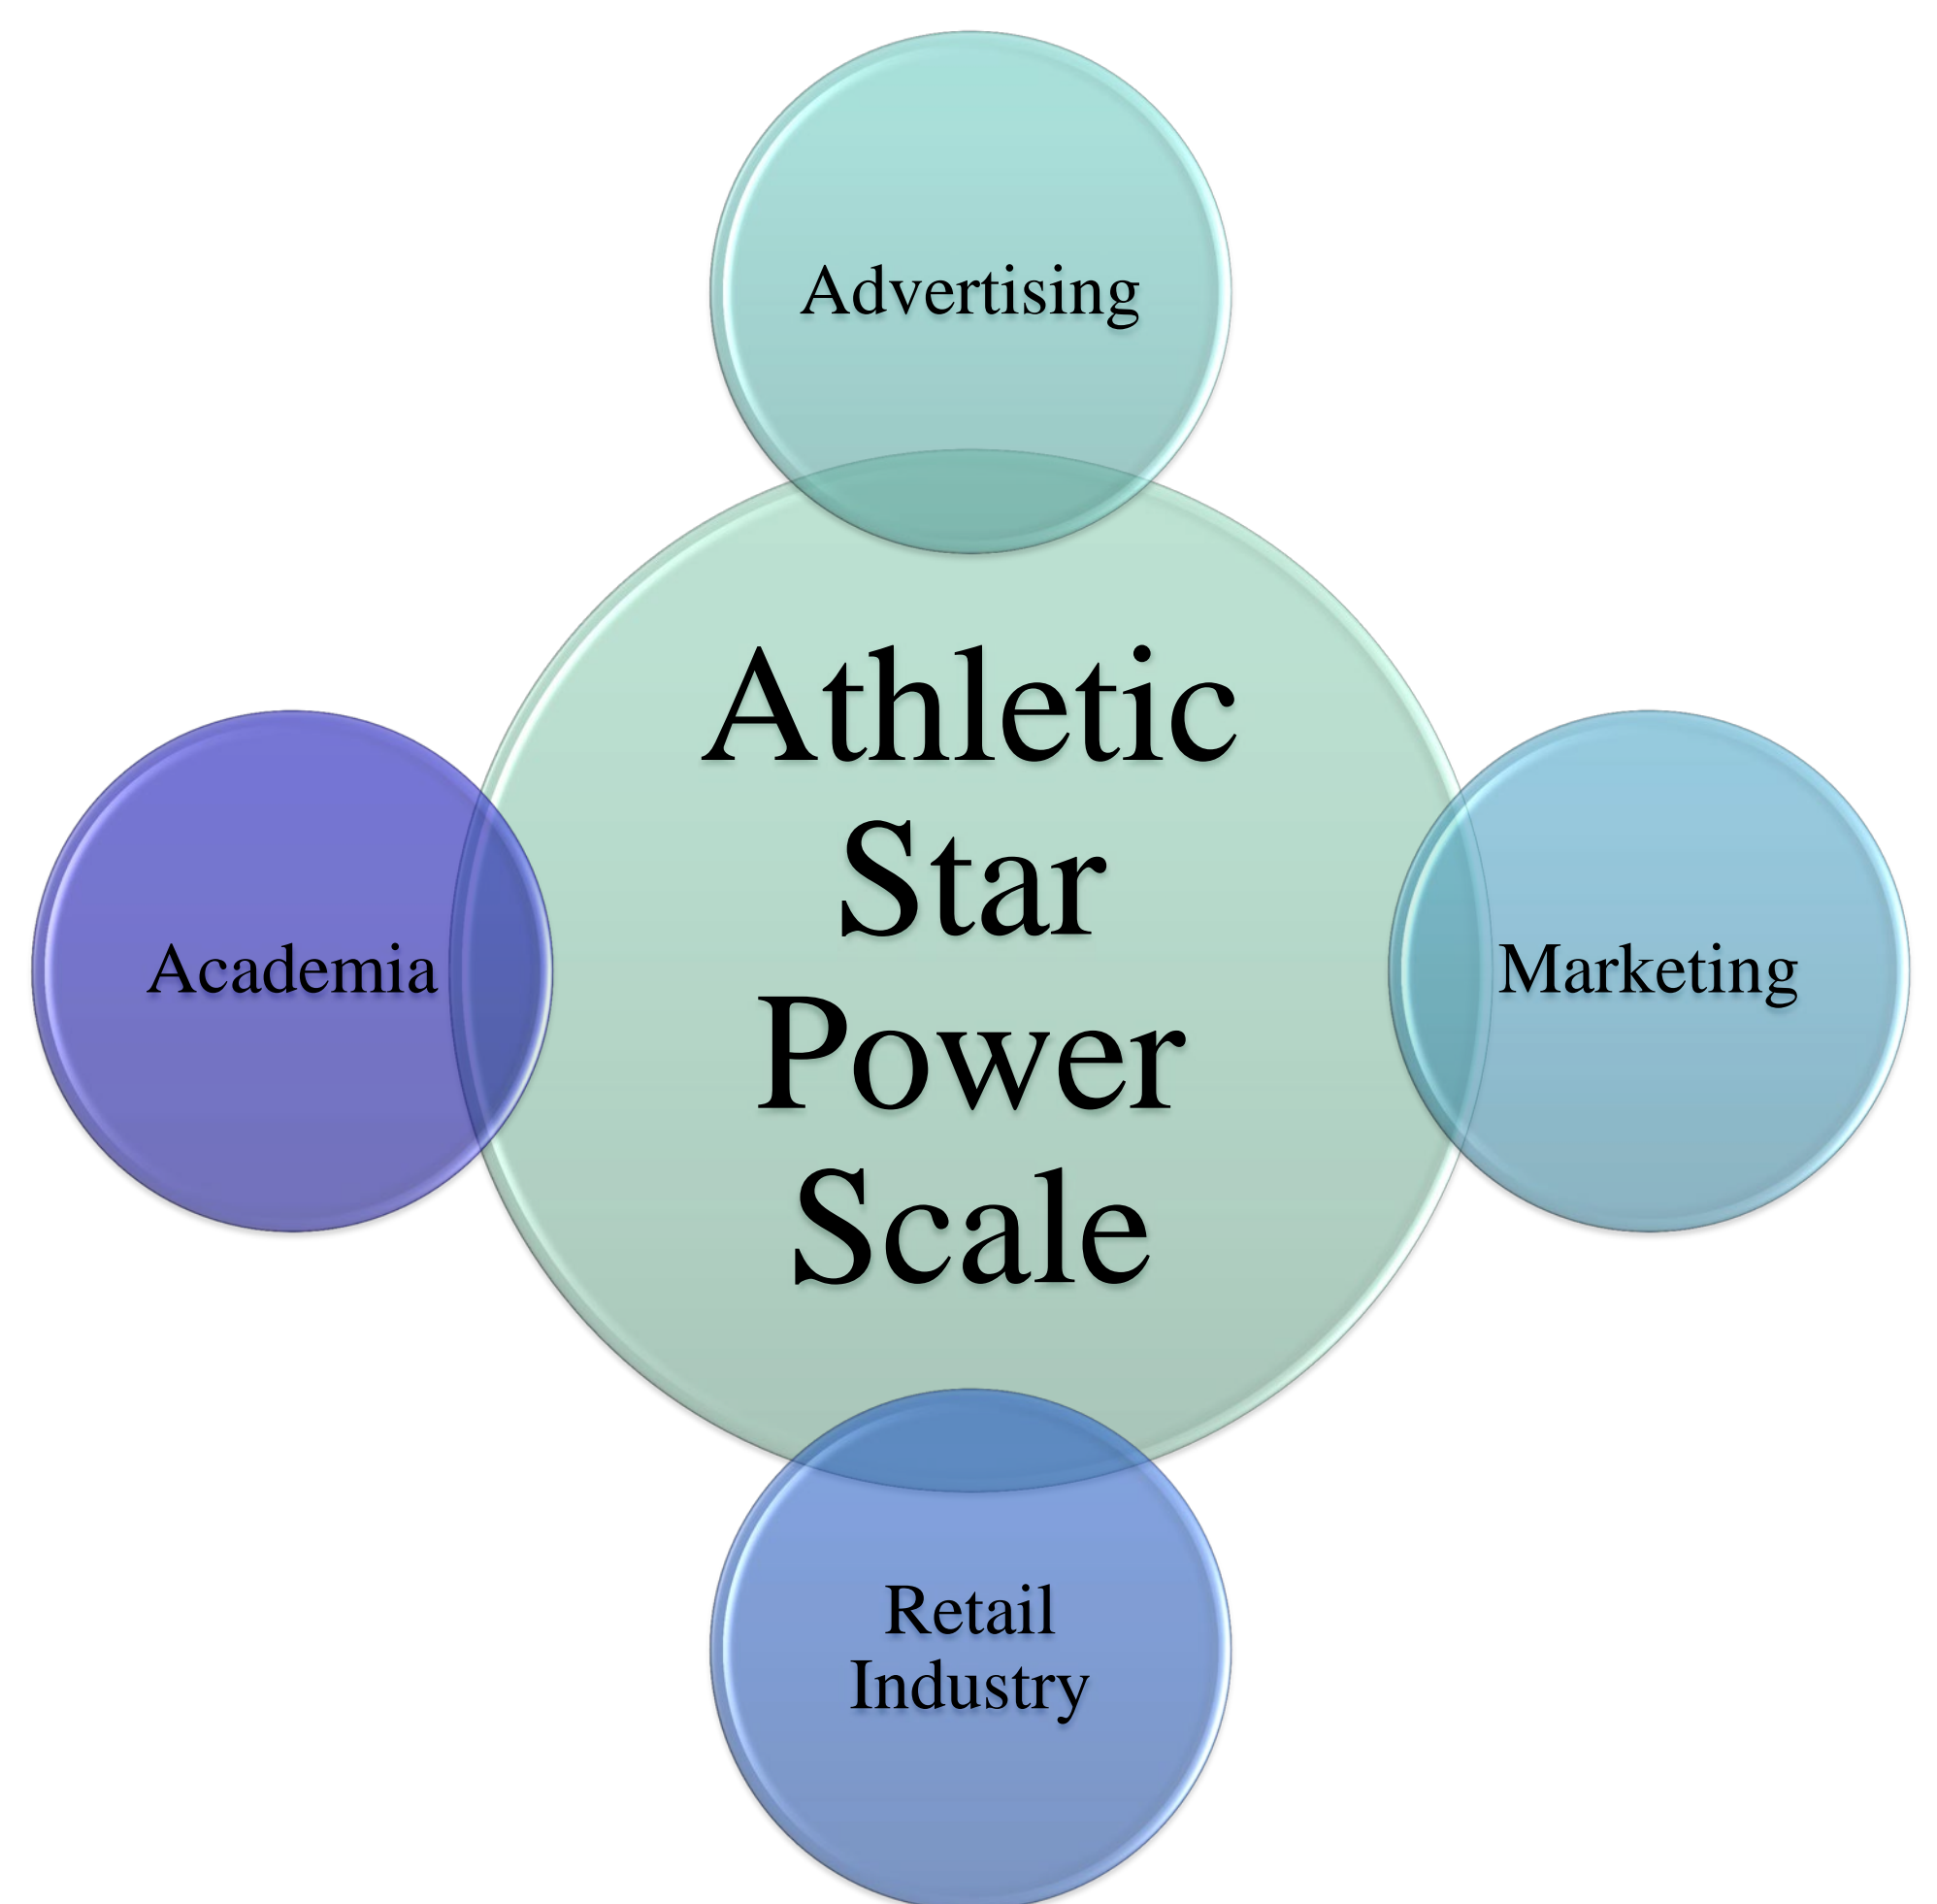 Advertising
Athletic
Star
Power
Scale
Academia
Marketing
Retail
Industry